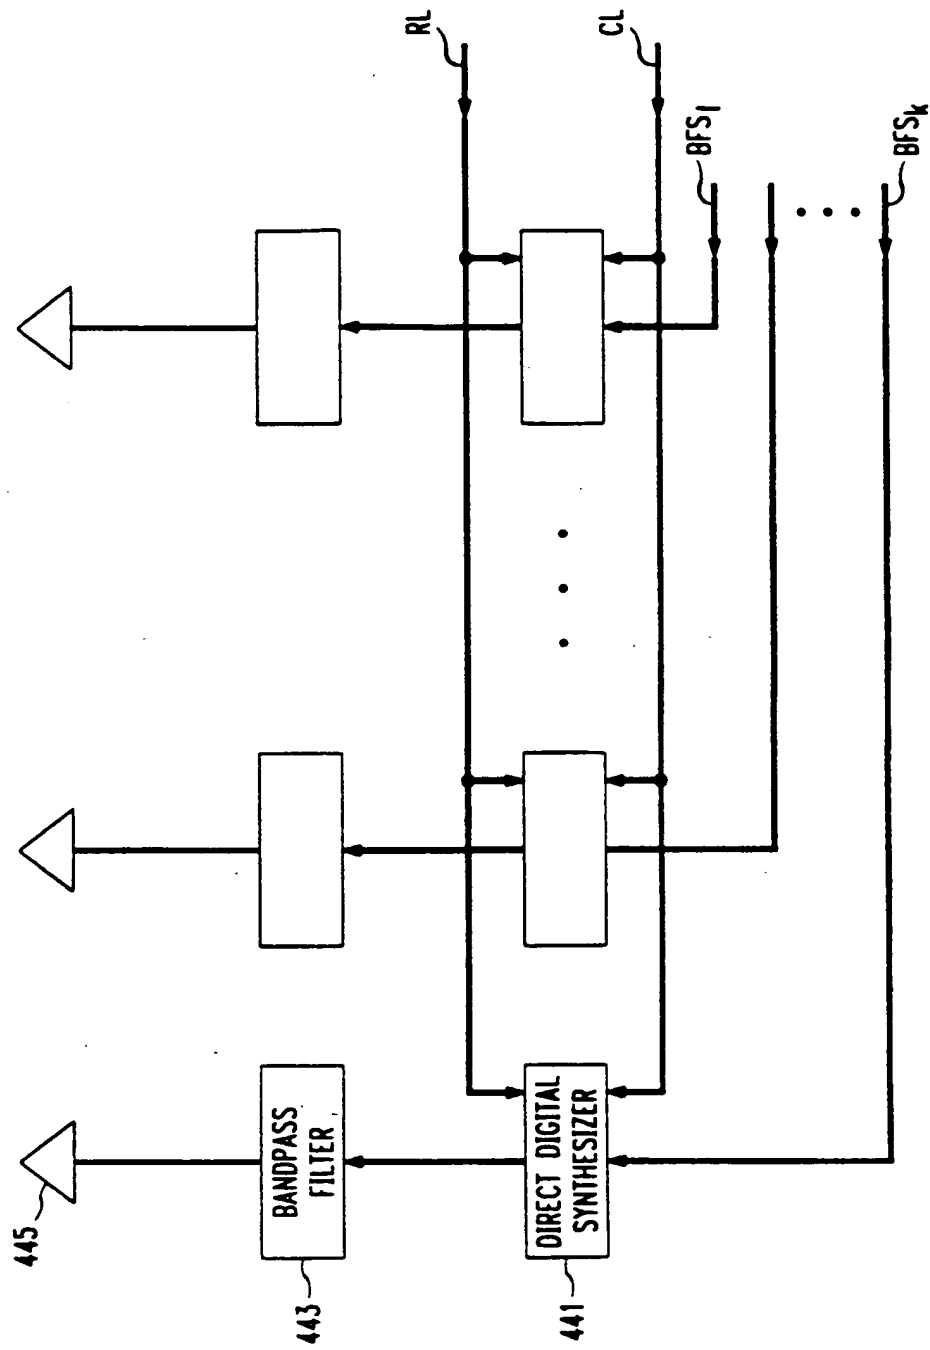 RL
CL
BFS1
BFSk
445
BANDPASS
FILTER
443
DIRECT DIGITAL
SYNTHESIZER
441